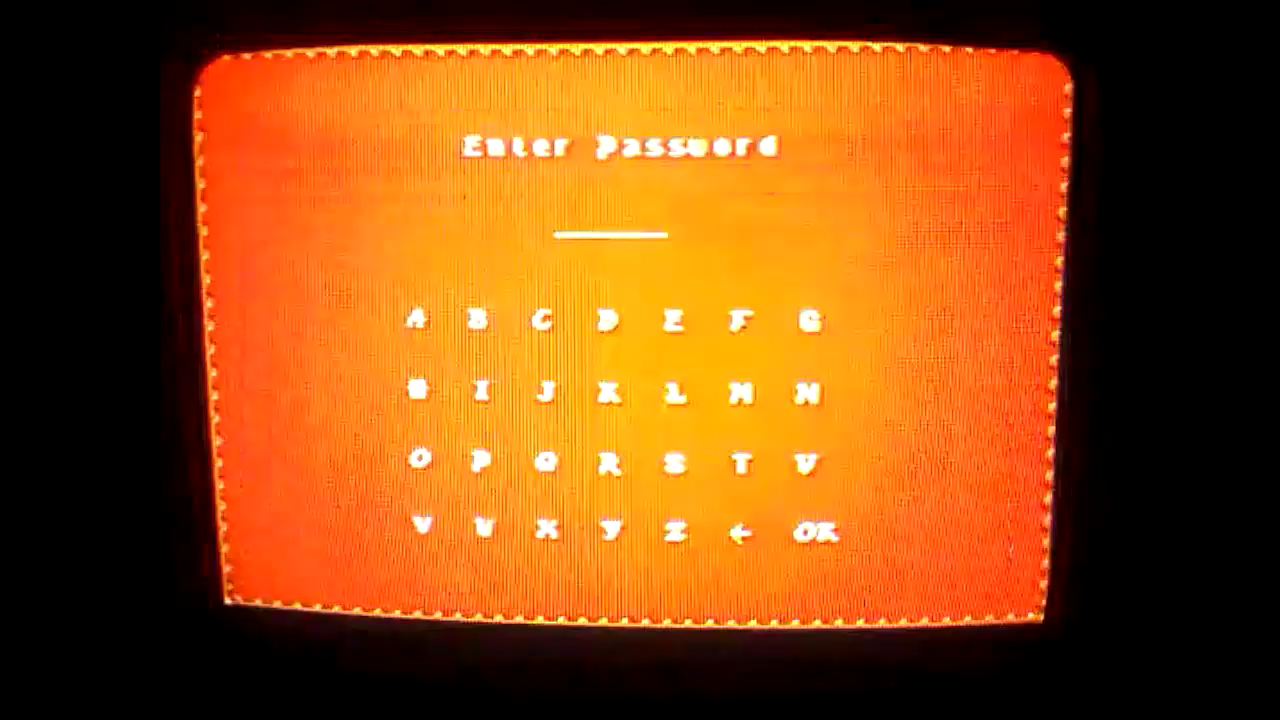 Enter Password
A B C D E F G
H I J K L M N
O P Q R S T U
V W X Y Z ← OK